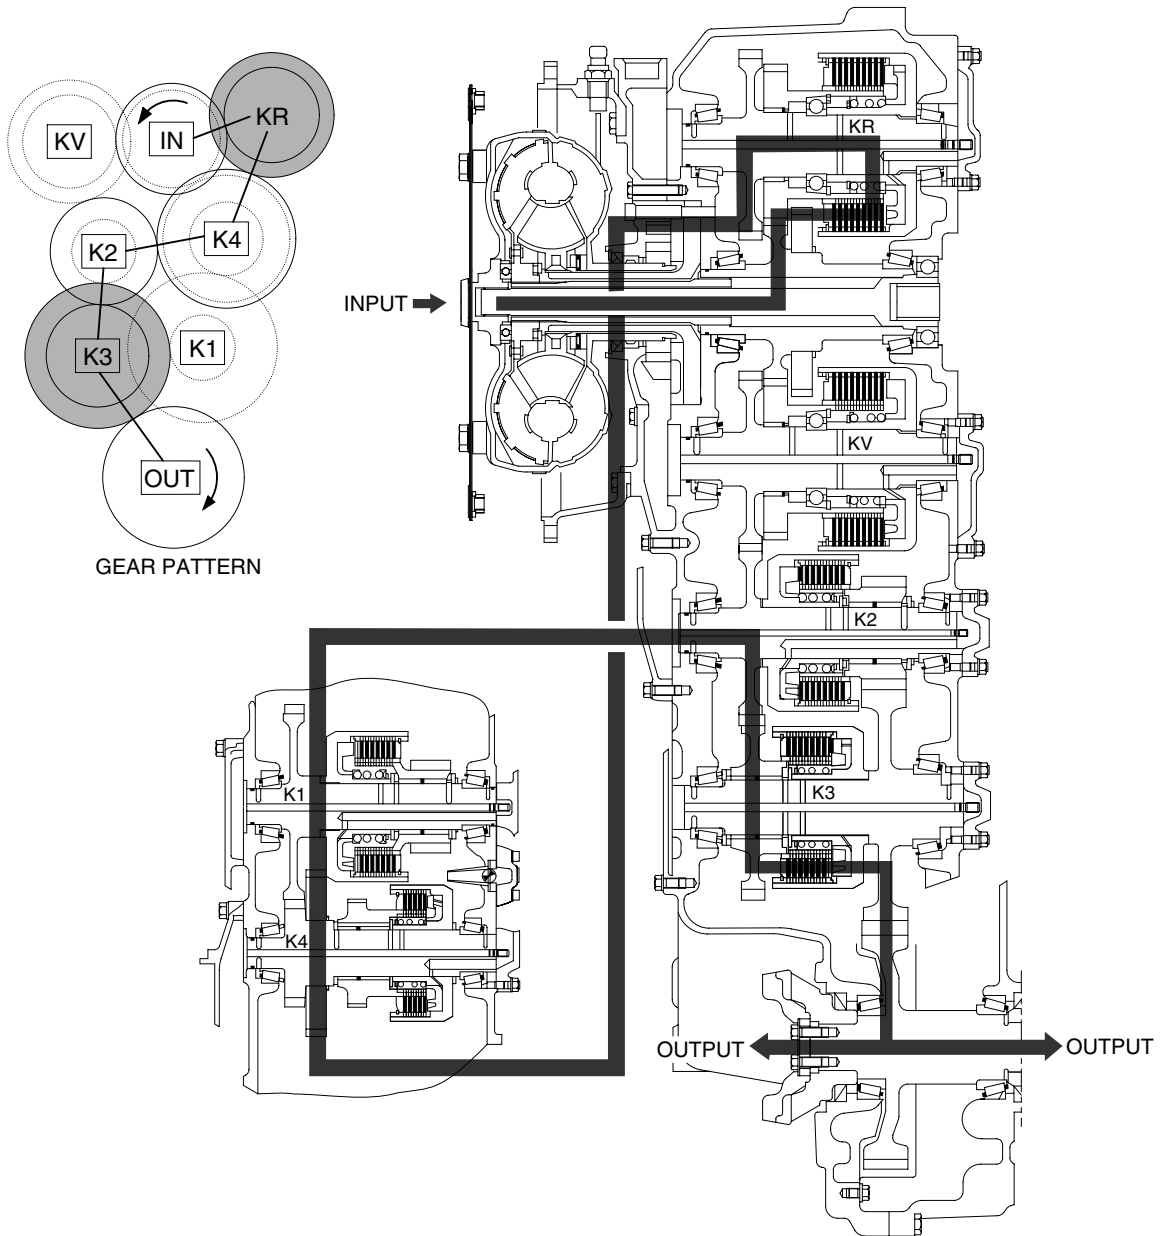 KV
IN
KR
K2
K4
K3
K1
OUT
GEAR PATTERN
INPUT
KR
KV
K2
K3
K1
K4
OUTPUT
OUTPUT